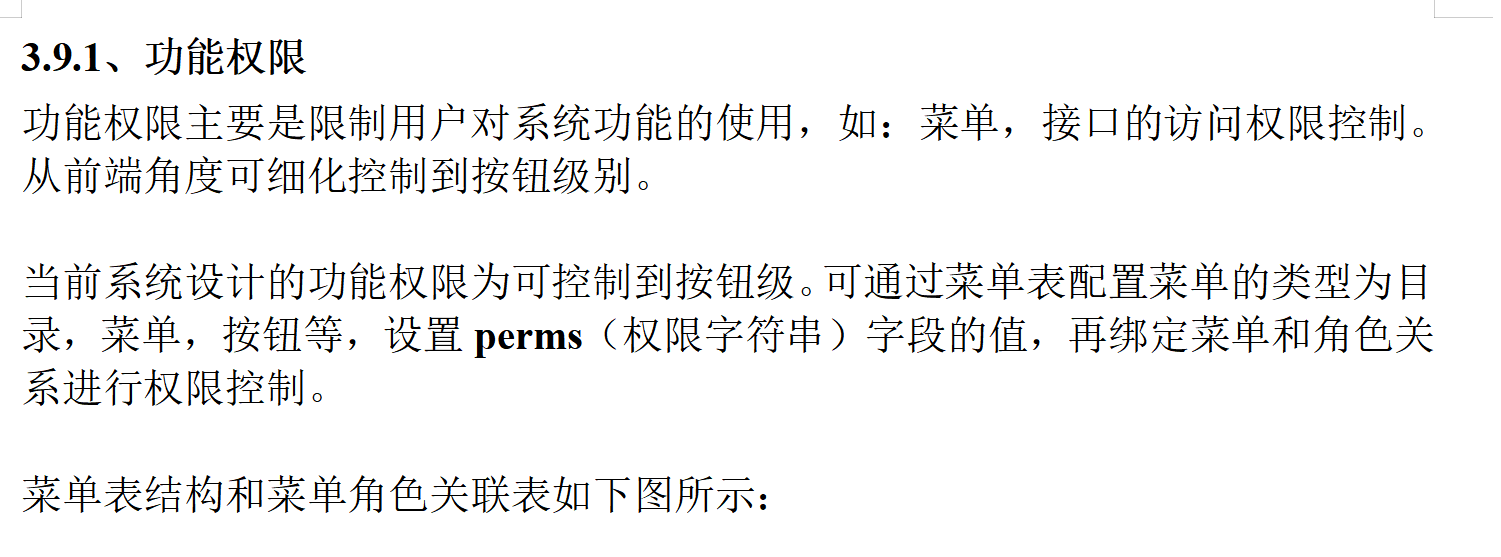 3.9.1、功能权限
功能权限主要是限制用户对系统功能的使用，如：菜单，接口的访问权限控制。
从前端角度可细化控制到按钮级别。
当前系统设计的功能权限为可控制到按钮级。可通过菜单表配置菜单的类型为目
录，菜单，按钮等，设置 perms（权限字符串）字段的值，再绑定菜单和角色关
系进行权限控制。
菜单表结构和菜单角色关联表如下图所示：